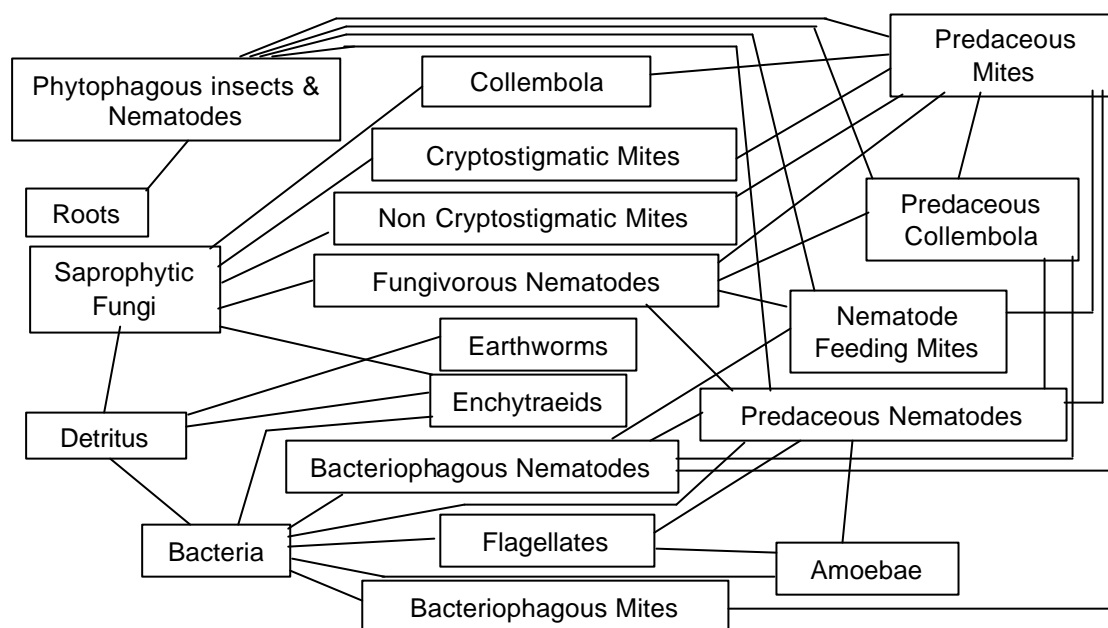 Predaceous
Mites
Phytophagous insects &
Nematodes
Collembola
Cryptostigmatic Mites
Roots
Non Cryptostigmatic Mites
Predaceous
Collembola
Saprophytic
Fungi
Fungivorous Nematodes
Nematode
Feeding Mites
Earthworms
Enchytraeids
Predaceous Nematodes
Detritus
Bacteriophagous Nematodes
Bacteria
Flagellates
Amoebae
Bacteriophagous Mites